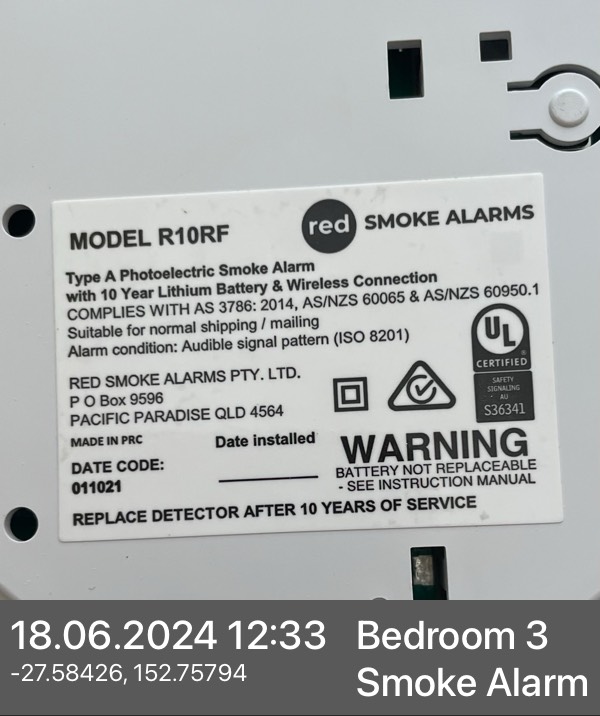 MODEL R10RF
red SMOKE ALARMS
Type A Photoelectric Smoke Alarm
with 10 Year Lithium Battery & Wireless Connection
COMPLIES WITH AS 3786: 2014, AS/NZS 60065 & AS/NZS 60950.1
Suitable for normal shipping / mailing
Alarm condition: Audible signal pattern (ISO 8201)
UL
CERTIFIED
SAFETY
SIGNALING
AU
S36341
RED SMOKE ALARMS PTY. LTD.
P O Box 9596
PACIFIC PARADISE QLD 4564
MADE IN PRC
Date installed
DATE CODE:
011021
WARNING
BATTERY NOT REPLACEABLE
- SEE INSTRUCTION MANUAL
REPLACE DETECTOR AFTER 10 YEARS OF SERVICE
18.06.2024 12:33
-27.58426, 152.75794
Bedroom 3
Smoke Alarm